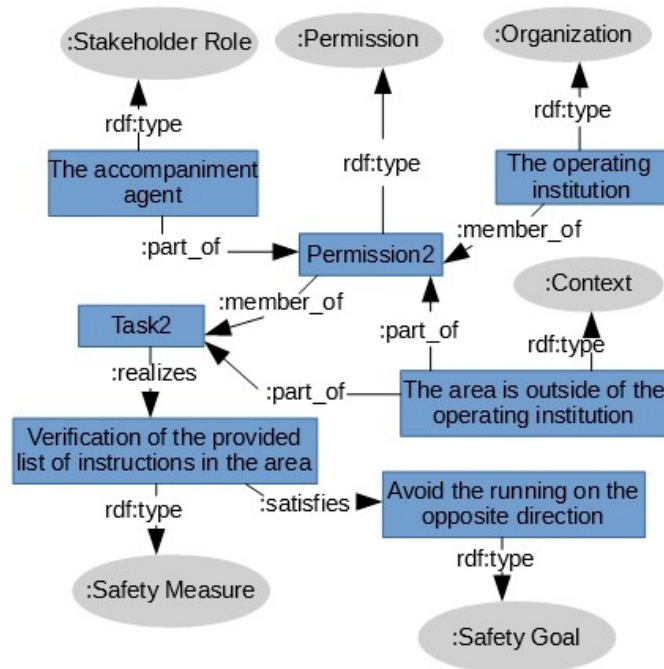 :Stakeholder Role
:Permission
:Organization
rdf:type
rdf:type
rdf:type
The accompaniment
agent
The operating
institution
:part_of
:member_of
Permission2
:Context
:member_of
Task2
:part_of
rdf:type
:realizes
:part_of
The area is outside of the
operating institution
Verification of the provided
list of instructions in the area
:satisfies
Avoid the running on the
opposite direction
rdf:type
rdf:type
:Safety Measure
:Safety Goal